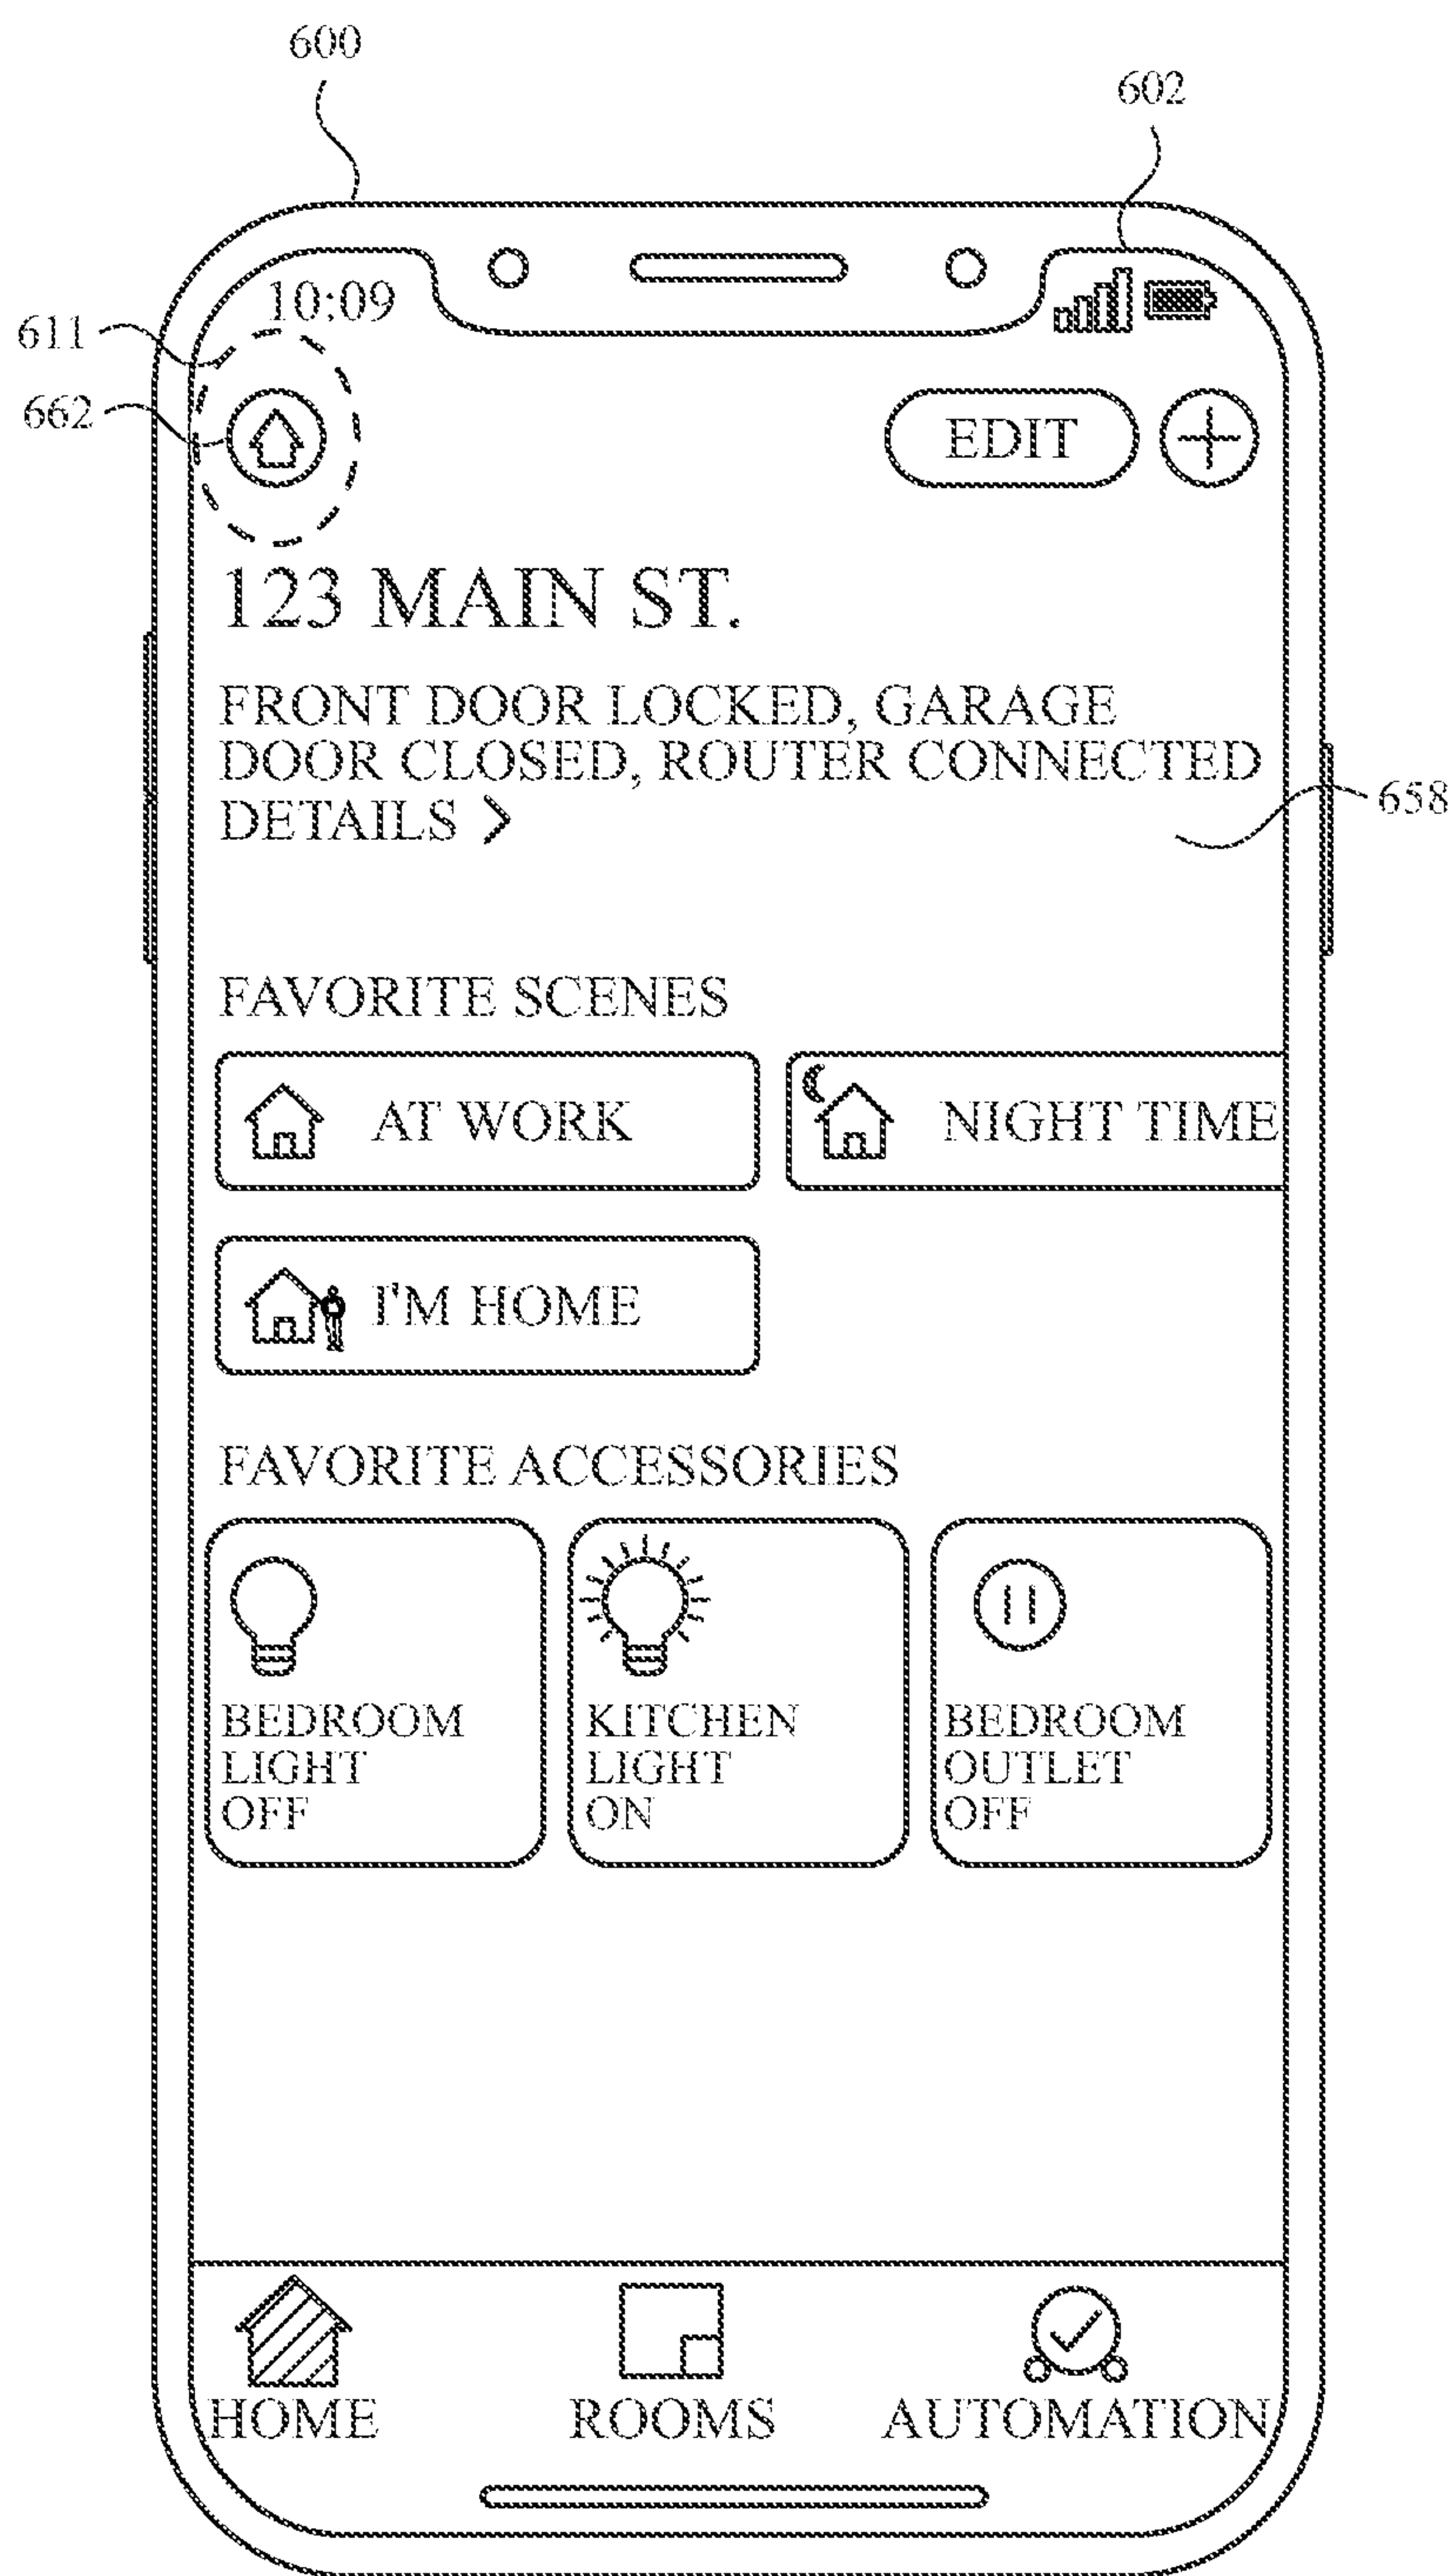 600
602
10:09
611
662
EDIT
123 MAIN ST.
FRONT DOOR LOCKED, GARAGE
DOOR CLOSED, ROUTER CONNECTED
DETAILS >
658
FAVORITE SCENES
AT WORK
NIGHT TIME
I'M HOME
FAVORITE ACCESSORIES
BEDROOM
LIGHT
OFF
KITCHEN
LIGHT
ON
BEDROOM
OUTLET
OFF
HOME
ROOMS
AUTOMATION